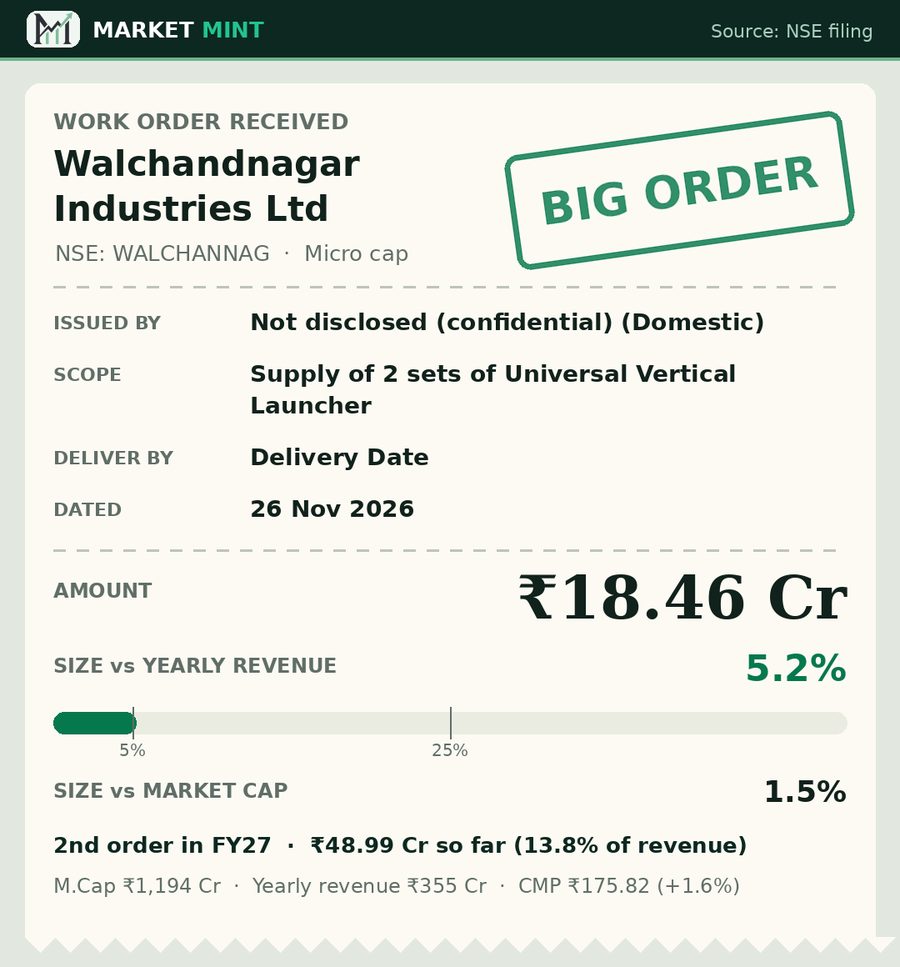 MARKET MINT
Source: NSE filing
WORK ORDER RECEIVED
Walchandnagar
Industries Ltd
BIG ORDER
NSE: WALCHANNAG · Micro cap
ISSUED BY Not disclosed (confidential) (Domestic)
SCOPE Supply of 2 sets of Universal Vertical
Launcher
DELIVER BY Delivery Date
DATED 26 Nov 2026
AMOUNT ₹18.46 Cr
SIZE vs YEARLY REVENUE 5.2%
5% 25%
SIZE vs MARKET CAP 1.5%
2nd order in FY27 · ₹48.99 Cr so far (13.8% of revenue)
M.Cap ₹1,194 Cr · Yearly revenue ₹355 Cr · CMP ₹175.82 (+1.6%)